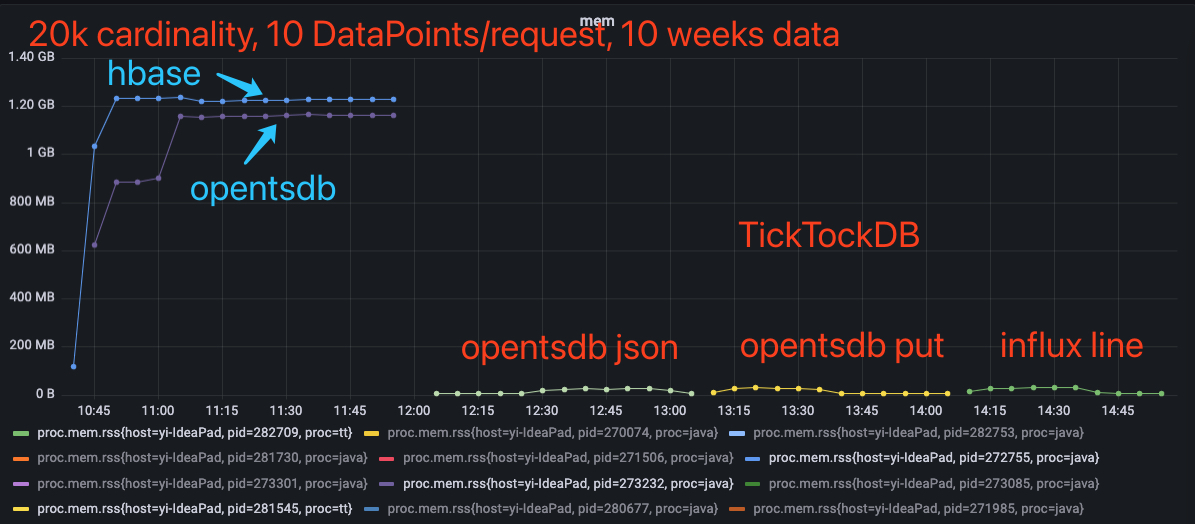 mem
20k cardinality, 10 DataPoints/request, 10 weeks data
1.40 GB
hbase
1.20 GB
1 GB
opentsdb
800 MB
TickTockDB
600 MB
400 MB
opentsdb json opentsdb put influx line
200 MB
0 B
10:45 11:00 11:15 11:30 11:45 12:00 12:15 12:30 12:45 13:00 13:15 13:30 13:45 14:00 14:15 14:30 14:45
proc.mem.rss{host=yi-IdeaPad, pid=282709, proc=tt} proc.mem.rss{host=yi-IdeaPad, pid=270074, proc=java} proc.mem.rss{host=yi-IdeaPad, pid=282753, proc=java}
proc.mem.rss{host=yi-IdeaPad, pid=281730, proc=java} proc.mem.rss{host=yi-IdeaPad, pid=271506, proc=java} proc.mem.rss{host=yi-IdeaPad, pid=272755, proc=java}
proc.mem.rss{host=yi-IdeaPad, pid=273301, proc=java} proc.mem.rss{host=yi-IdeaPad, pid=273232, proc=java} proc.mem.rss{host=yi-IdeaPad, pid=273085, proc=java}
proc.mem.rss{host=yi-IdeaPad, pid=281545, proc=tt} proc.mem.rss{host=yi-IdeaPad, pid=280677, proc=java} proc.mem.rss{host=yi-IdeaPad, pid=271985, proc=java}